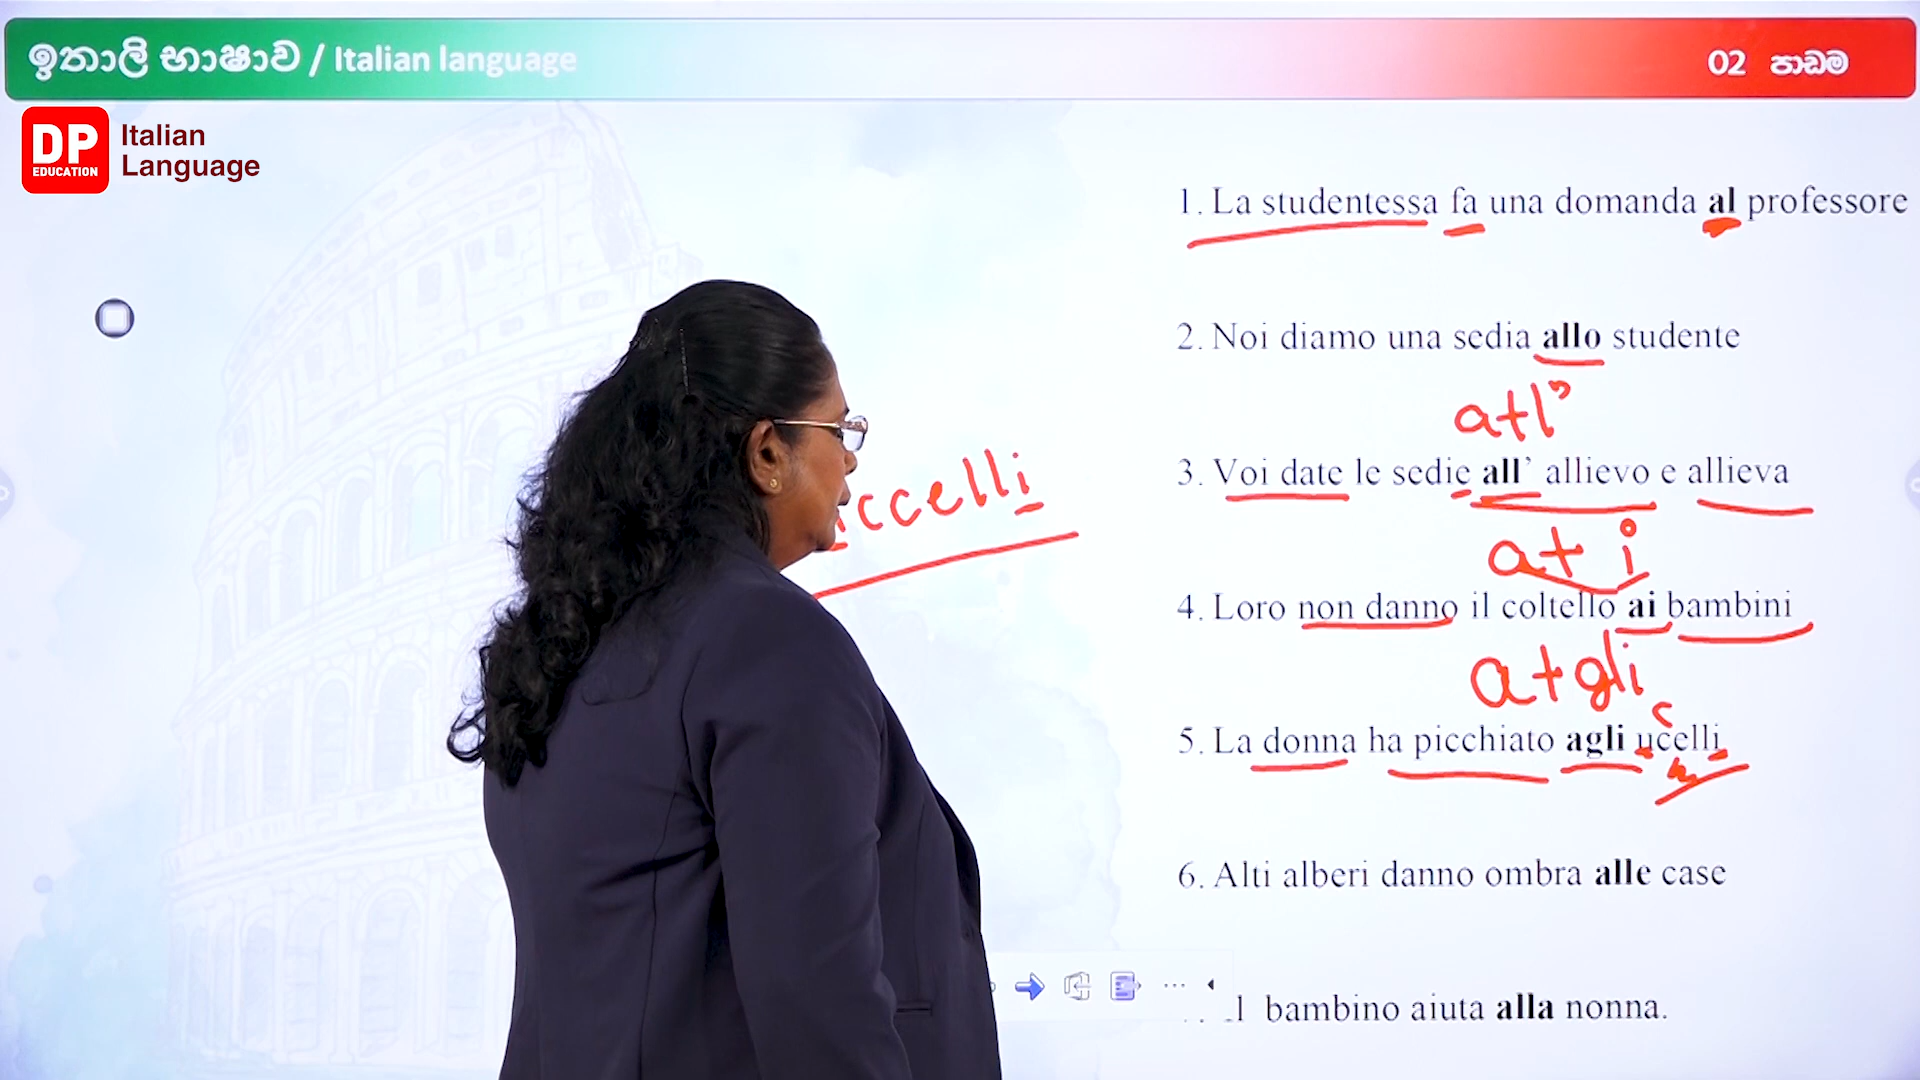 ඉතාලි භාෂාව / Italian language
02 පාඩම
DP
EDUCATION
Italian
Language
1. La studentessa fa una domanda al professore
2. Noi diamo una sedia allo studente
a+l'
3. Voi date le sedie all' allievo e allieva
ccelli
a+ i
4. Loro non danno il coltello ai bambini
a+gli
c
5. La donna ha picchiato agli ucelli
6. Alti alberi danno ombra alle case
l bambino aiuta alla nonna.